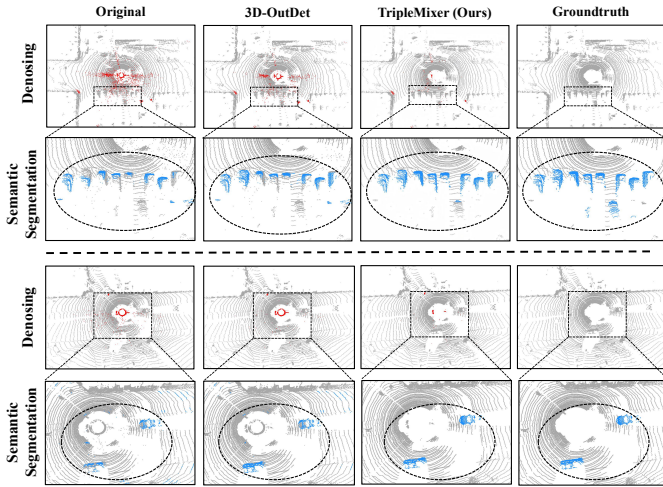 Original 3D-OutDet TripleMixer (Ours) Groundtruth
Denosing
Semantic
Segmentation
Denosing
Semantic
Segmentation